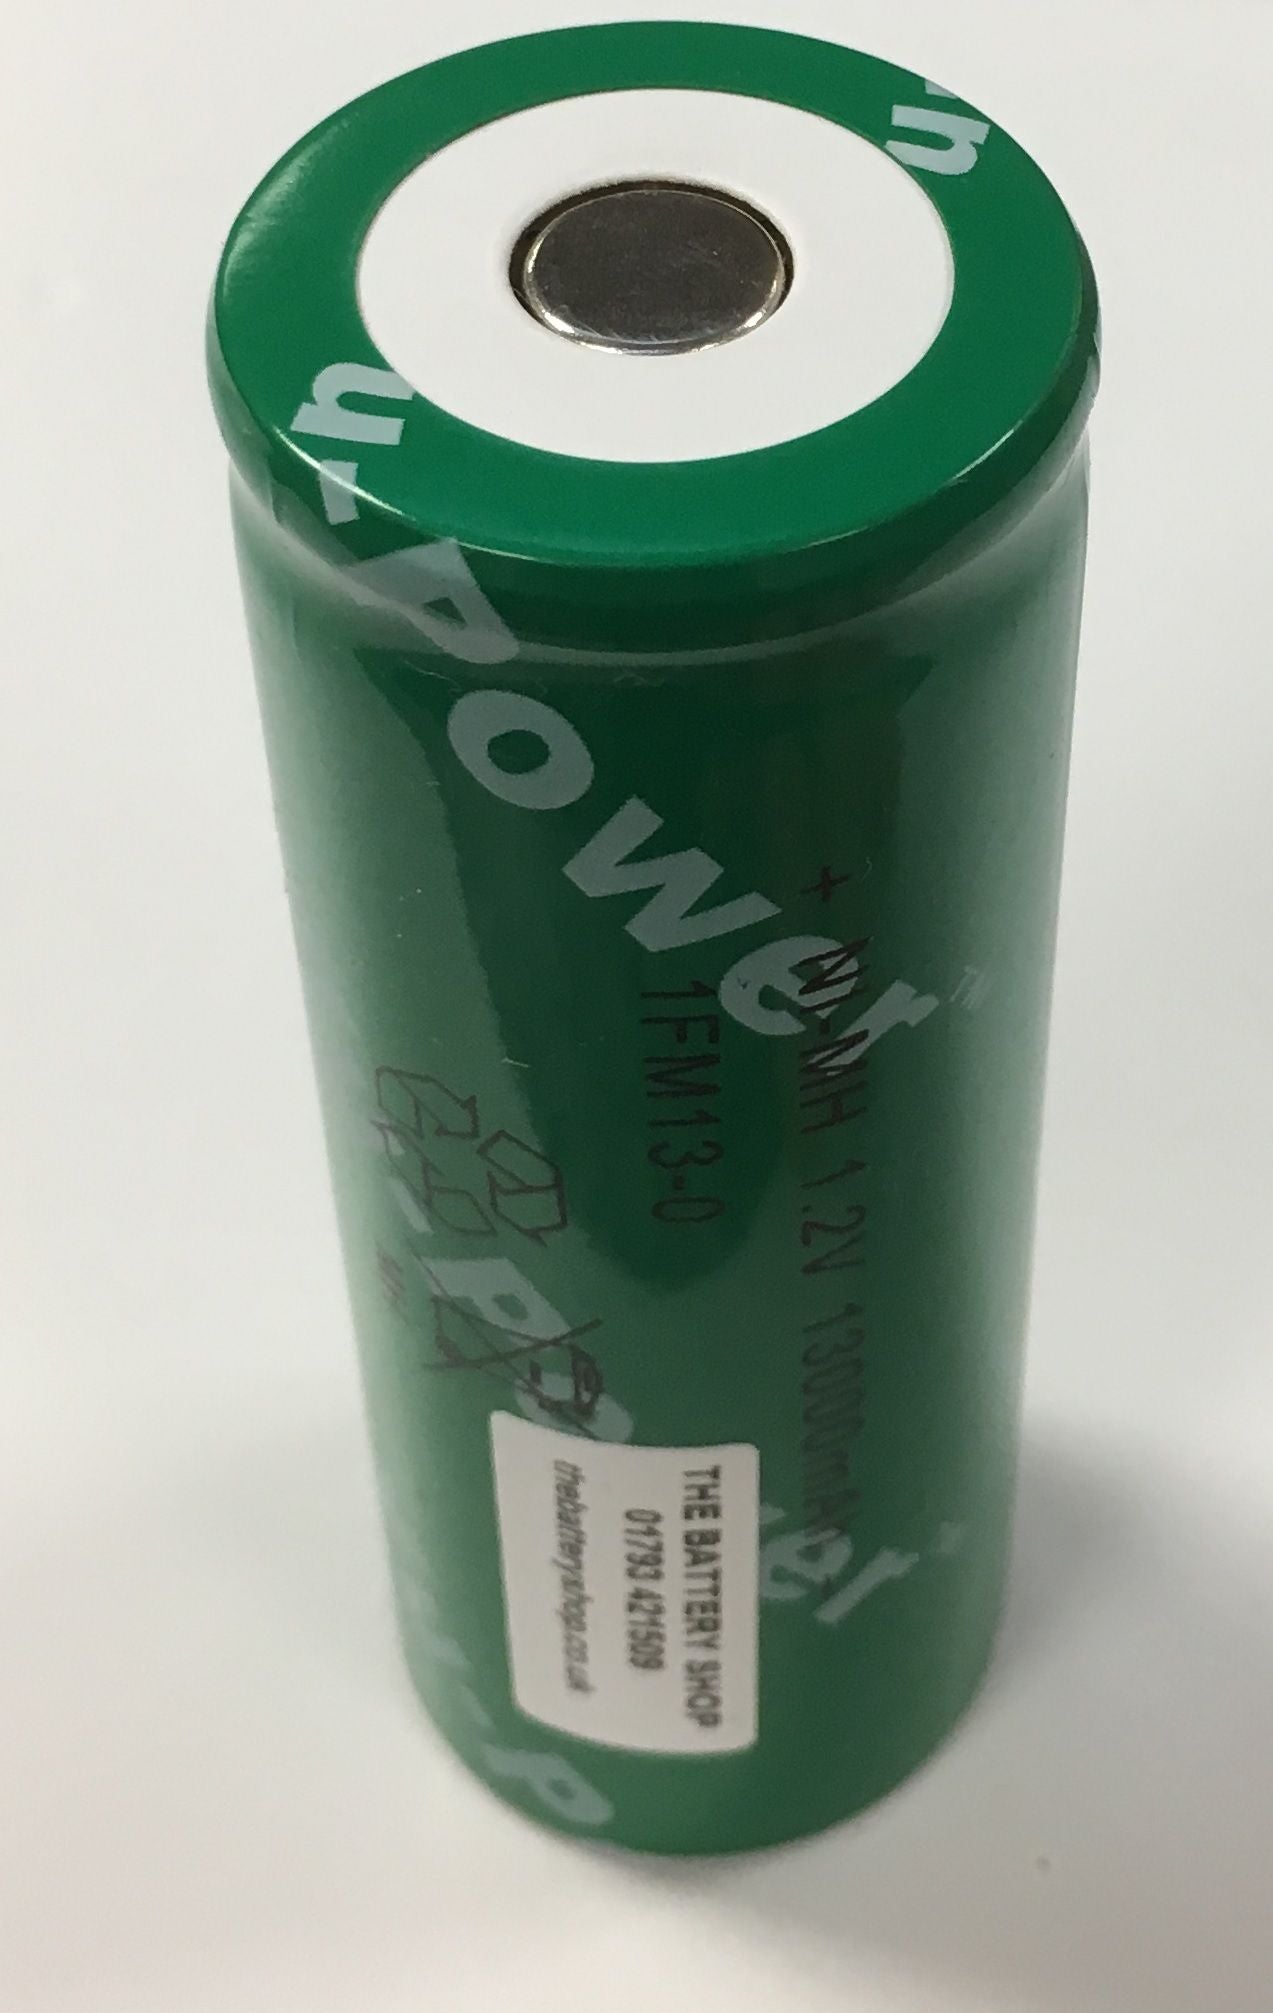 u-Power
+ Ni-MH 1.2V 13000mAh
1FM13-0
THE BATTERY SHOP
01793 421509
thebatteryshop.co.uk